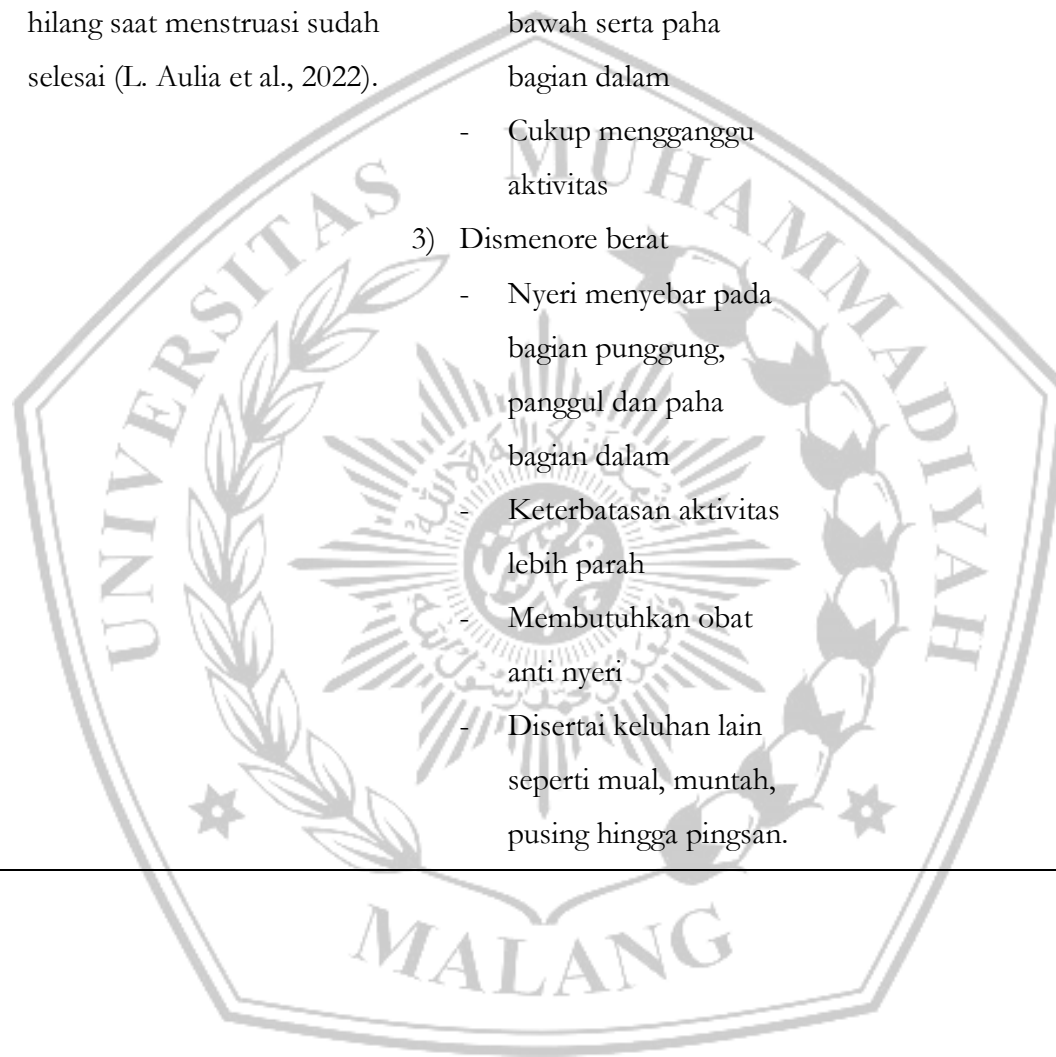 hilang saat menstruasi sudah
selesai (L. Aulia et al., 2022).
bawah serta paha
bagian dalam
- Cukup mengganggu
aktivitas
3) Dismenore berat
- Nyeri menyebar pada
bagian punggung,
panggul dan paha
bagian dalam
- Keterbatasan aktivitas
lebih parah
- Membutuhkan obat
anti nyeri
- Disertai keluhan lain
seperti mual, muntah,
pusing hingga pingsan.
UNIVERSITAS MUHAMMADIYAH
MALANG